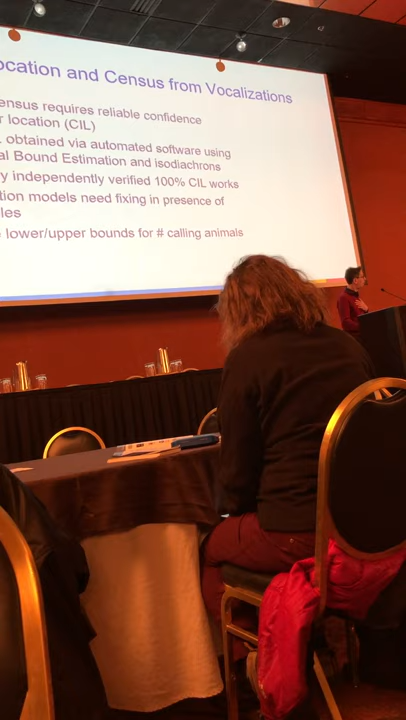 ocation and Census from Vocalizations
ensus requires reliable confidence
r location (CIL)
obtained via automated software using
al Bound Estimation and isodiachrons
y independently verified 100% CIL works
tion models need fixing in presence of
les
lower/upper bounds for # calling animals